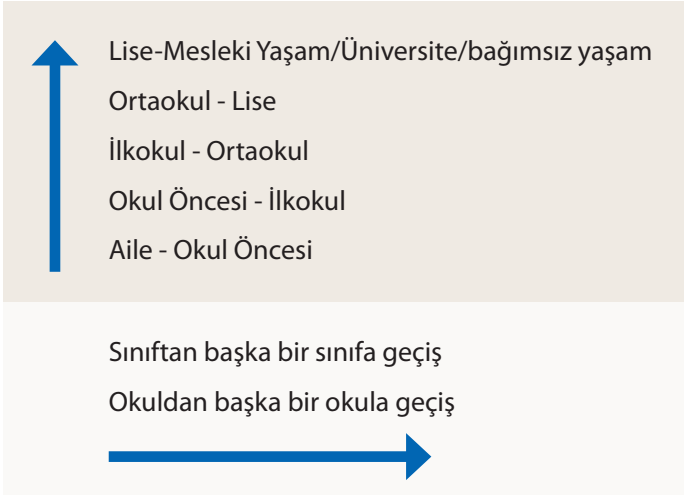 Lise-Mesleki Yaşam/Üniversite/bağımsız yaşam
Ortaokul - Lise
İlkokul - Ortaokul
Okul Öncesi - İlkokul
Aile - Okul Öncesi
Sınıftan başka bir sınıfa geçiş
Okuldan başka bir okula geçiş